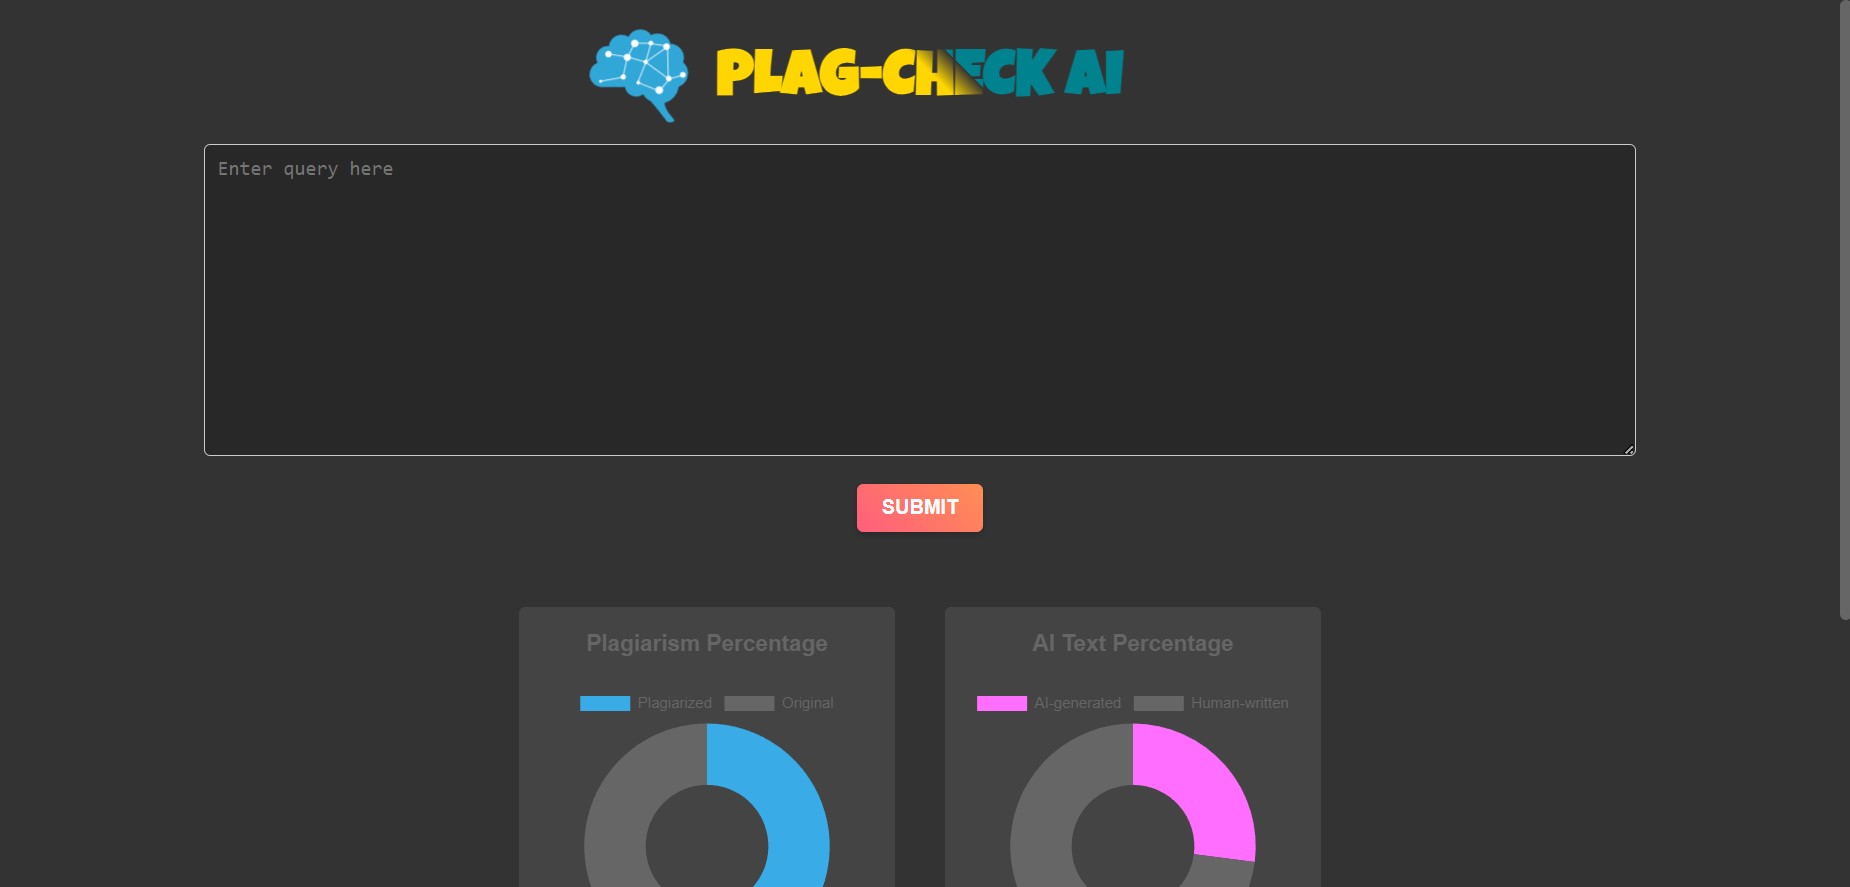 PLAG-CHECK AI
Enter query here
SUBMIT
Plagiarism Percentage
Plagiarized Original
AI Text Percentage
AI-generated Human-written